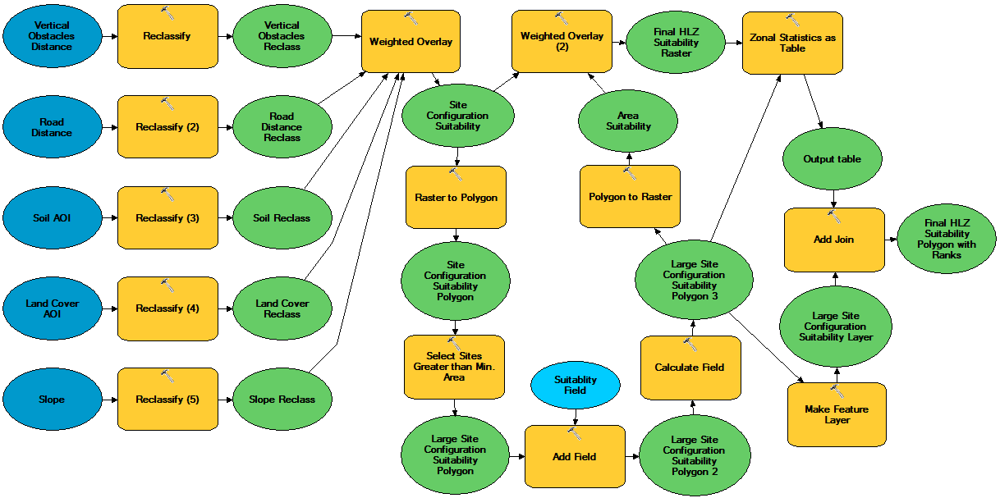 Vertical
Obstacles
Distance
Reclassify
Vertical
Obstacles
Reclass
Weighted Overlay
Weighted Overlay
(2)
Final HLZ
Suitability
Raster
Zonal Statistics as
Table
Road
Distance
Reclassify (2)
Road
Distance
Reclass
Site
Configuration
Suitability
Area
Suitability
Output table
Soil AOI
Reclassify (3)
Soil Reclass
Raster to Polygon
Polygon to Raster
Add Join
Final HLZ
Suitability
Polygon with
Ranks
Land Cover
AOI
Reclassify (4)
Land Cover
Reclass
Site
Configuration
Suitability
Polygon
Large Site
Configuration
Suitability
Polygon 3
Large Site
Configuration
Suitability Layer
Slope
Reclassify (5)
Slope Reclass
Select Sites
Greater than Min.
Area
Suitablity
Field
Calculate Field
Make Feature
Layer
Large Site
Configuration
Suitability
Polygon
Add Field
Large Site
Configuration
Suitability
Polygon 2